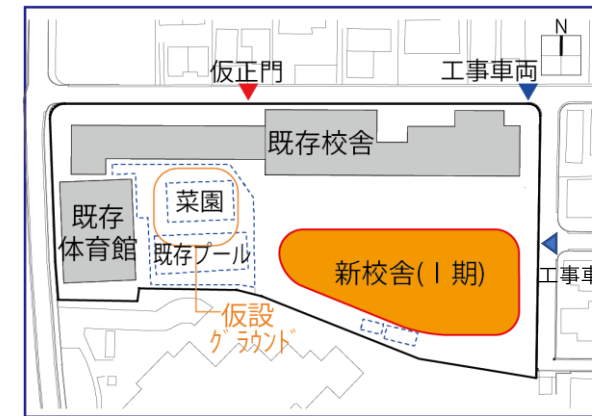 N
仮正門
工事車両
既存校舎
菜園
既存
体育館
既存プール
新校舎(Ⅰ期)
工事車
仮設
グラウンド